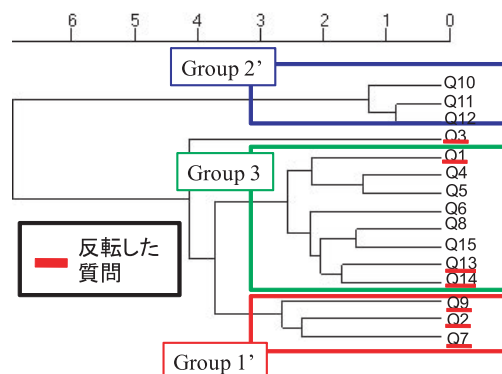 6 5 4 3 2 1 0
Group 2’
Q10
Q11
Q12
Q3
Q1
Group 3
Q4
Q5
Q6
Q8
Q15
Q13
Q14
反転した
質問
Q9
Q2
Q7
Group 1’